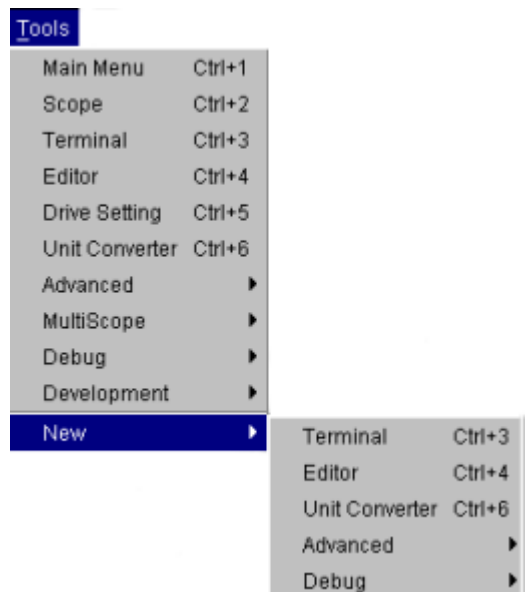 Tools
Main Menu Ctrl+1
Scope Ctrl+2
Terminal Ctrl+3
Editor Ctrl+4
Drive Setting Ctrl+5
Unit Converter Ctrl+6
Advanced
MultiScope
Debug
Development
New
Terminal Ctrl+3
Editor Ctrl+4
Unit Converter Ctrl+6
Advanced
Debug